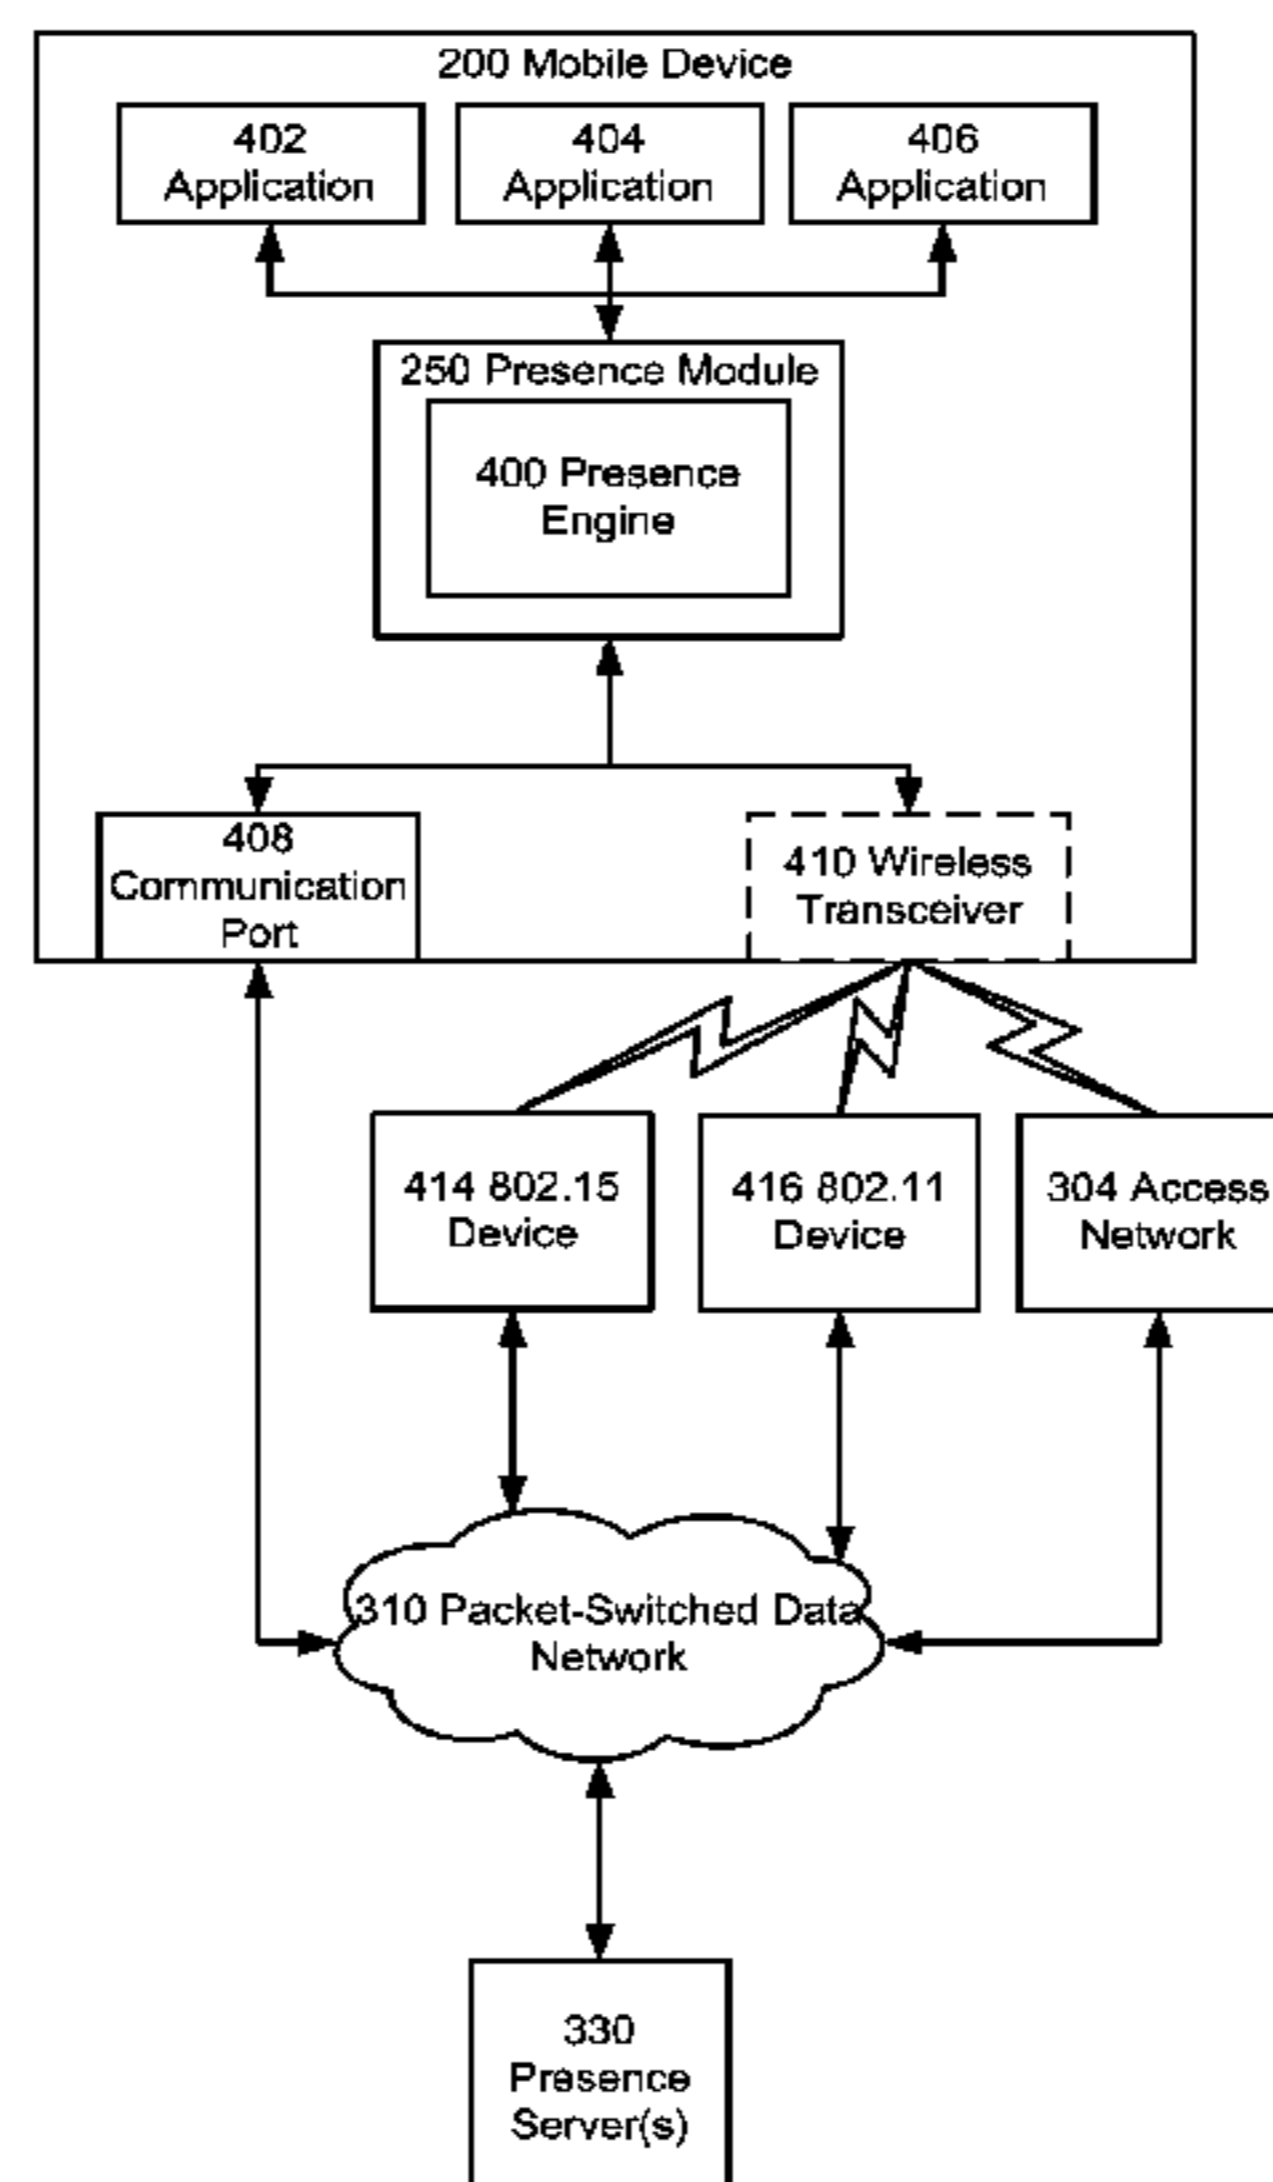 200 Mobile Device
402
Application
404
Application
406
Application
250 Presence Module
400 Presence
Engine
408
Communication
Port
410 Wireless
Transceiver
414 802.15
Device
416 802.11
Device
304 Access
Network
310 Packet-Switched Data
Network
330
Presence
Server(s)